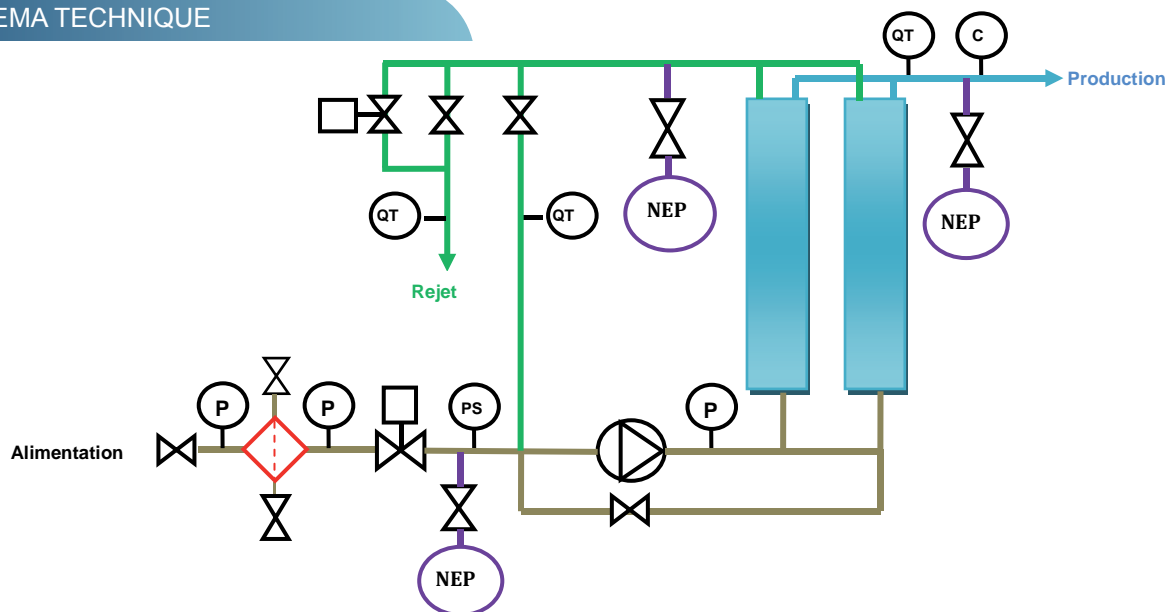 EMA TECHNIQUE
QT
C
Production
NEP
NEP
QT
QT
Rejet
P
P
PS
P
Alimentation
NEP